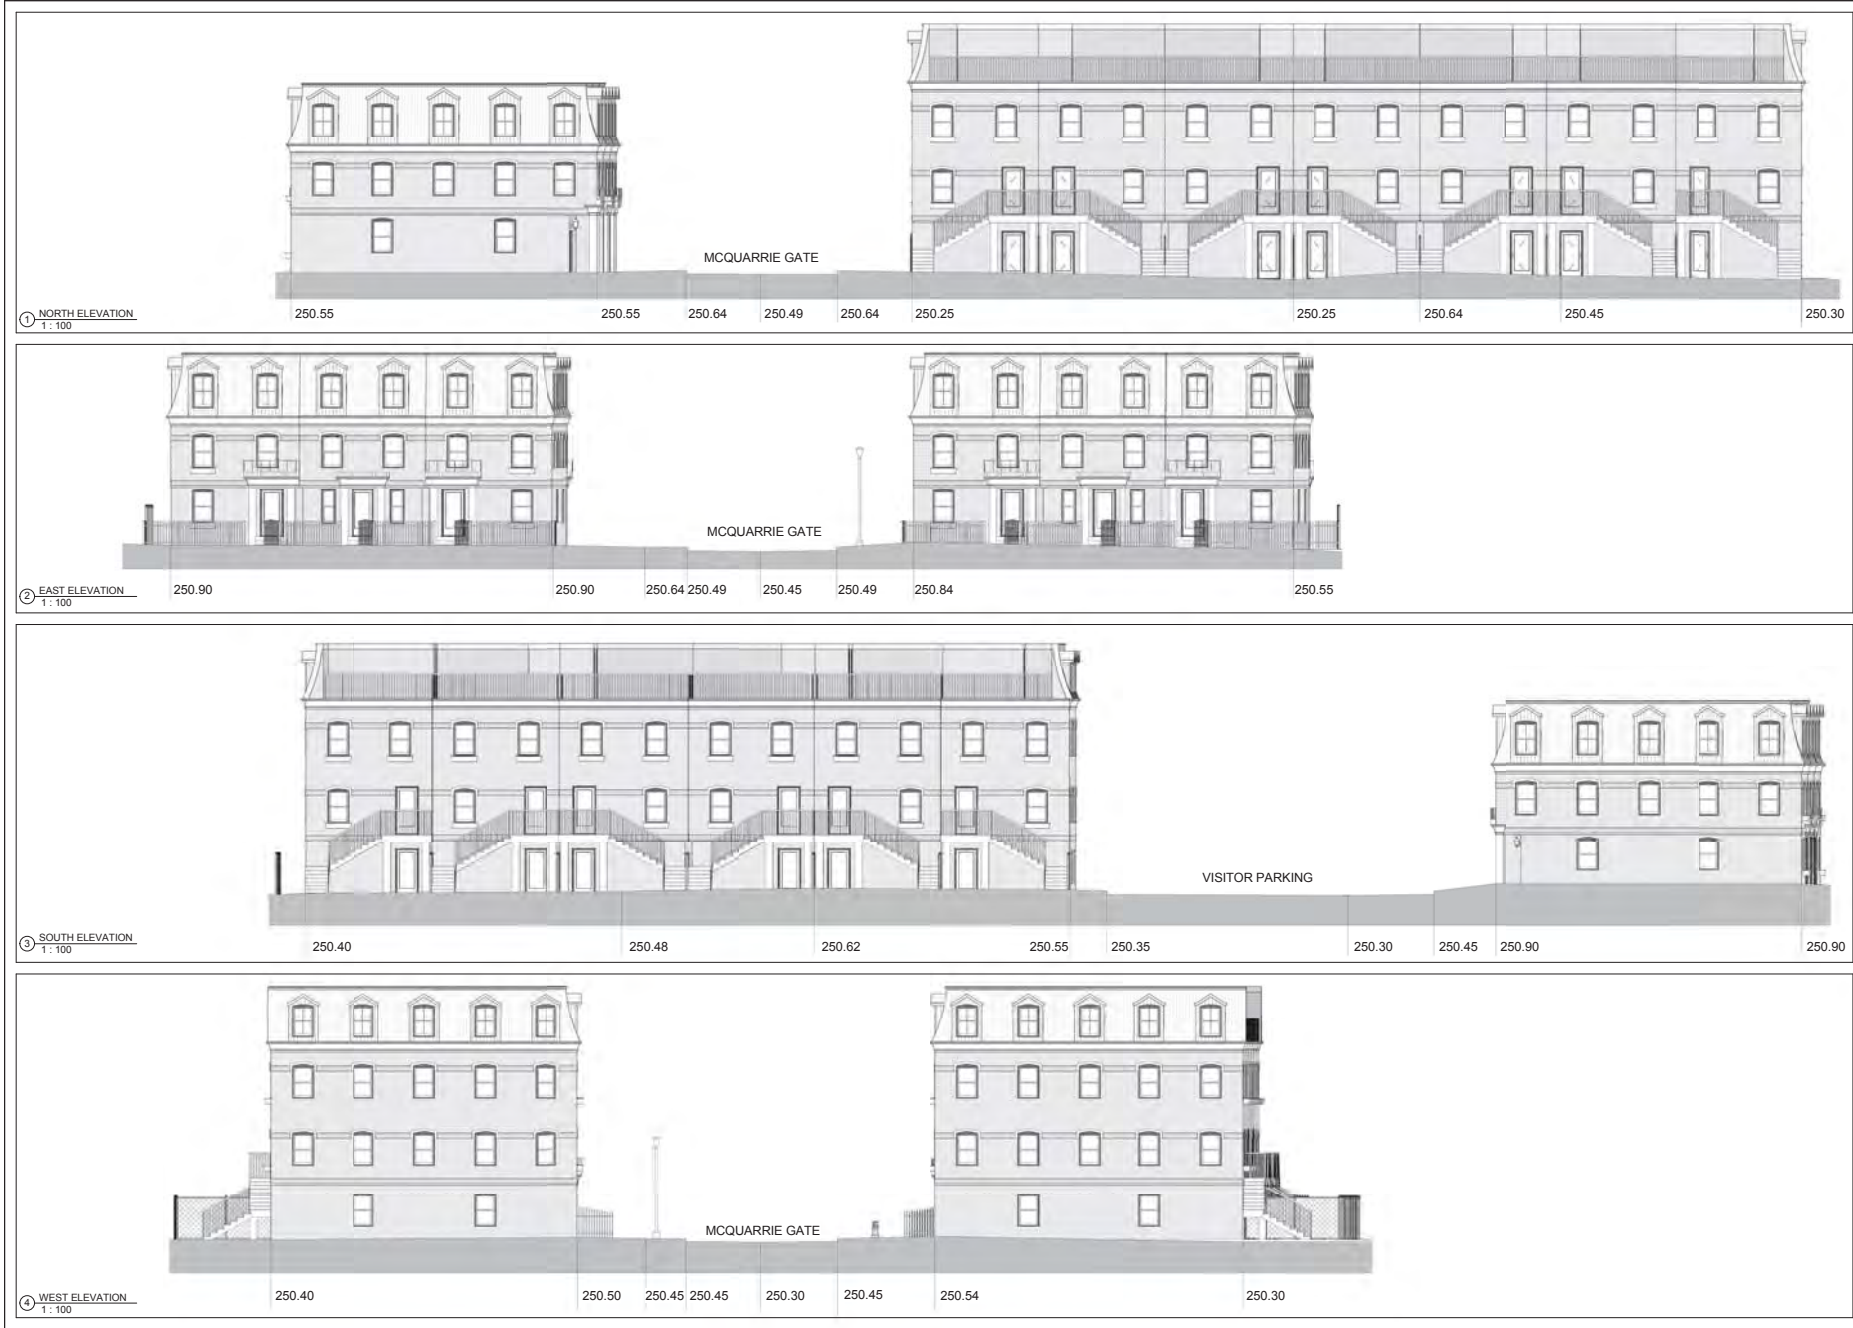 MCQUARRIE GATE
250.55 250.55 250.64 250.49 250.64 250.25 250.25 250.64 250.45 250.30
1 NORTH ELEVATION
1 : 100
MCQUARRIE GATE
250.90 250.90 250.64 250.49 250.45 250.49 250.84 250.55
2 EAST ELEVATION
1 : 100
VISITOR PARKING
250.40 250.48 250.62 250.55 250.35 250.30 250.45 250.90 250.90
3 SOUTH ELEVATION
1 : 100
MCQUARRIE GATE
250.40 250.50 250.45 250.45 250.30 250.45 250.54 250.30
4 WEST ELEVATION
1 : 100